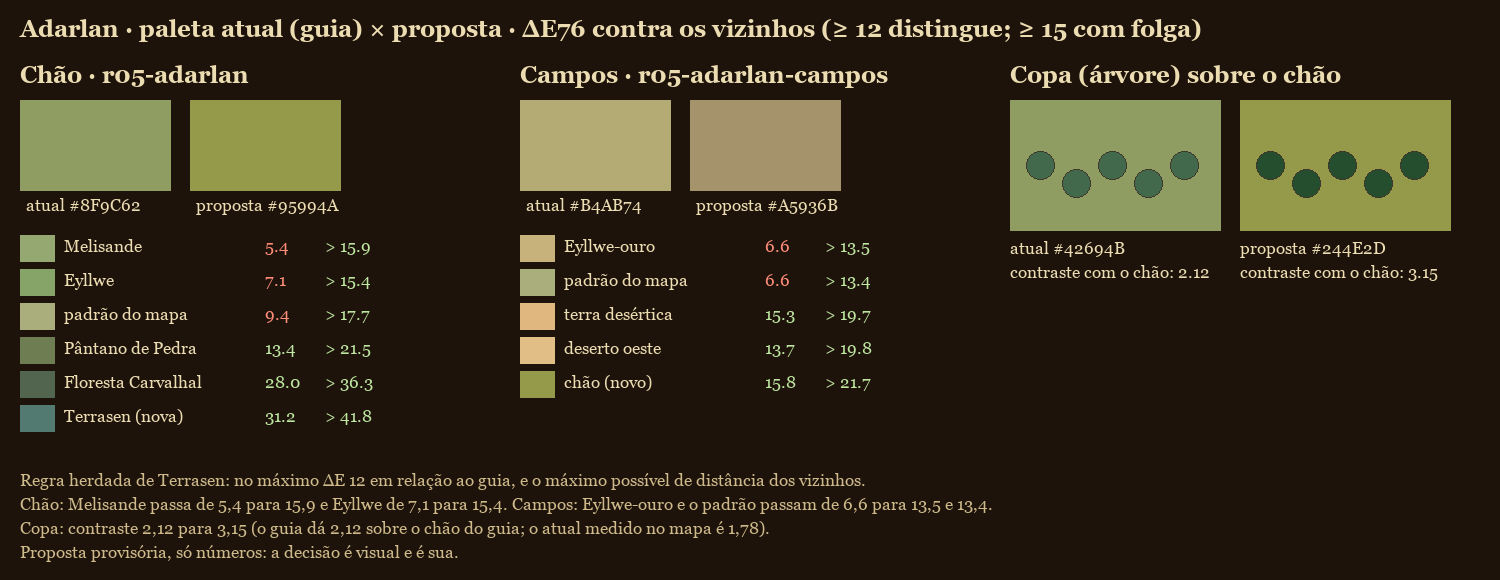 Adarlan · paleta atual (guia) × proposta · ΔE76 contra os vizinhos (≥ 12 distingue; ≥ 15 com folga)
Chão · r05-adarlan
atual #8F9C62
proposta #95994A
Melisande 5.4 > 15.9
Eyllwe 7.1 > 15.4
padrão do mapa 9.4 > 17.7
Pântano de Pedra 13.4 > 21.5
Floresta Carvalhal 28.0 > 36.3
Terrasen (nova) 31.2 > 41.8
Campos · r05-adarlan-campos
atual #B4AB74
proposta #A5936B
Eyllwe-ouro 6.6 > 13.5
padrão do mapa 6.6 > 13.4
terra desértica 15.3 > 19.7
deserto oeste 13.7 > 19.8
chão (novo) 15.8 > 21.7
Copa (árvore) sobre o chão
atual #42694B
contraste com o chão: 2.12
proposta #244E2D
contraste com o chão: 3.15
Regra herdada de Terrasen: no máximo ΔE 12 em relação ao guia, e o máximo possível de distância dos vizinhos.
Chão: Melisande passa de 5,4 para 15,9 e Eyllwe de 7,1 para 15,4. Campos: Eyllwe-ouro e o padrão passam de 6,6 para 13,5 e 13,4.
Copa: contraste 2,12 para 3,15 (o guia dá 2,12 sobre o chão do guia; o atual medido no mapa é 1,78).
Proposta provisória, só números: a decisão é visual e é sua.